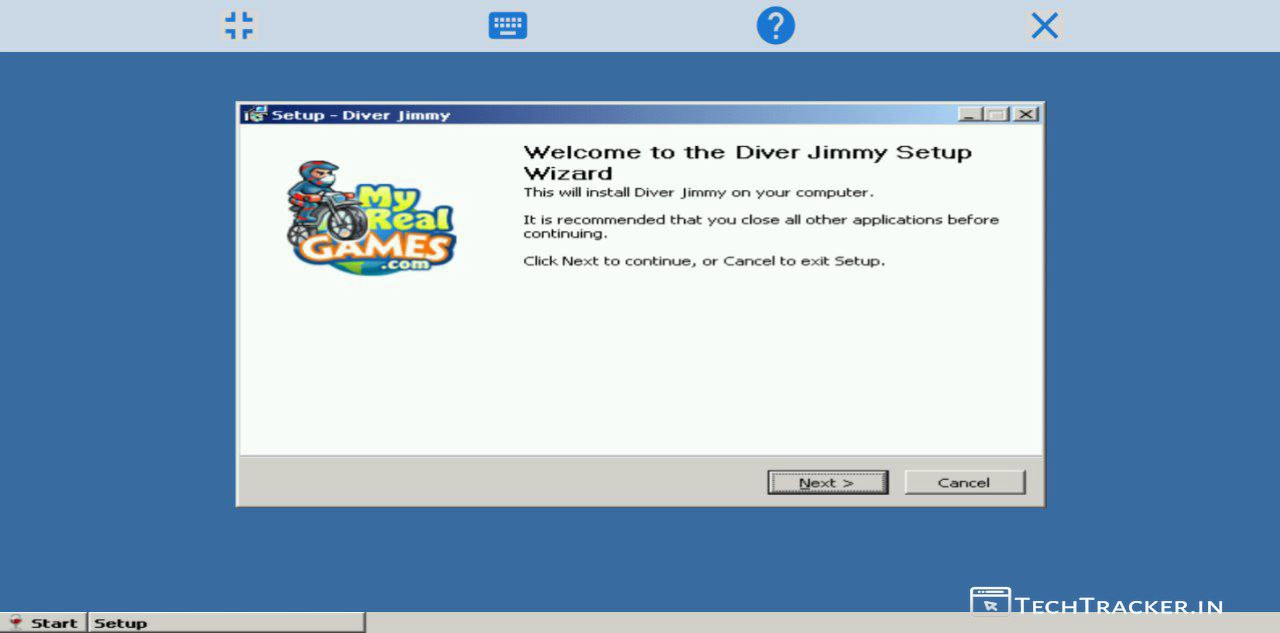 Setup - Diver Jimmy
My
Real
GAMES
.com
Welcome to the Diver Jimmy Setup
Wizard
This will install Diver Jimmy on your computer.
It is recommended that you close all other applications before
continuing.
Click Next to continue, or Cancel to exit Setup.
Next >
Cancel
TECHTRACKER.IN
Start
Setup